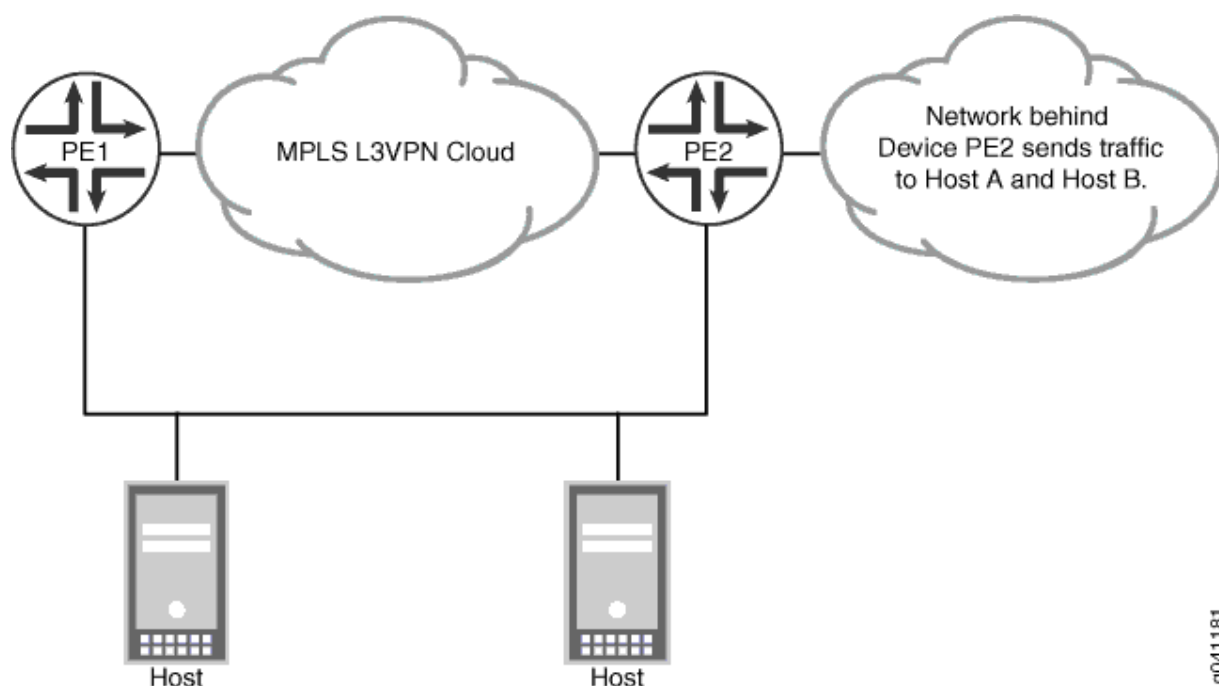 PE1
MPLS L3VPN Cloud
PE2
Network behind
Device PE2 sends traffic
to Host A and Host B.
Host
Host
g041181